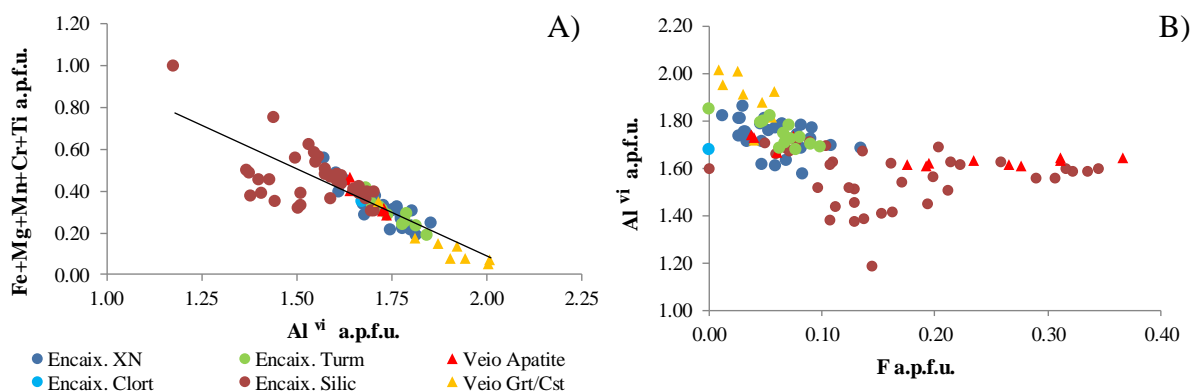 A)
Fe+Mg+Mn+Cr+Ti a.p.f.u.
1.20
1.00
0.80
0.60
0.40
0.20
0.00
1.00 1.25 1.50 1.75 2.00 2.25
Al vi a.p.f.u.
B)
Al vi a.p.f.u.
2.20
2.00
1.80
1.60
1.40
1.20
1.00
0.00 0.10 0.20 0.30 0.40
F a.p.f.u.
Encaix. XN Encaix. Turm Veio Apatite
Encaix. Clort Encaix. Silic Veio Grt/Cst